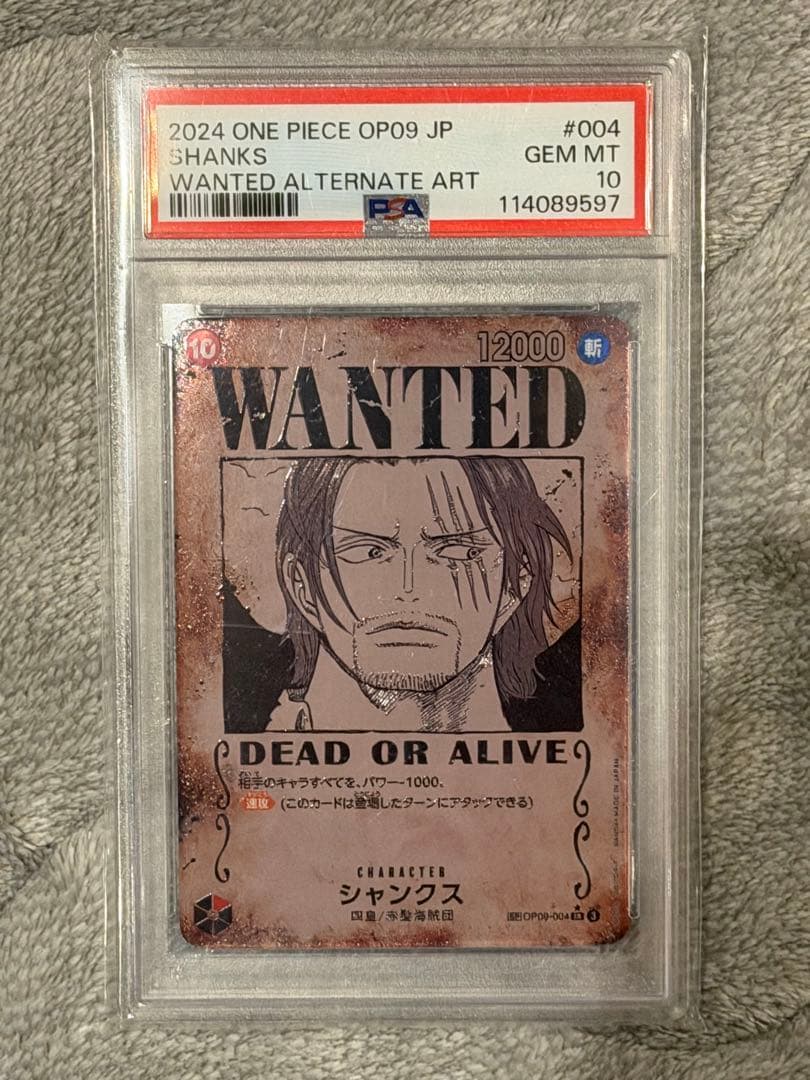 2024 ONE PIECE OP09 JP #004
SHANKS GEM MT
WANTED ALTERNATE ART 10
PSA 114089597
10 12000 斬
WANTED
DEAD OR ALIVE
相手のキャラすべてを、パワー-1000。
速攻 (このカードは登場したターンにアタックできる)
CHARACTER
シャンクス
四皇/赤髪海賊団
OP09-004 SR 3